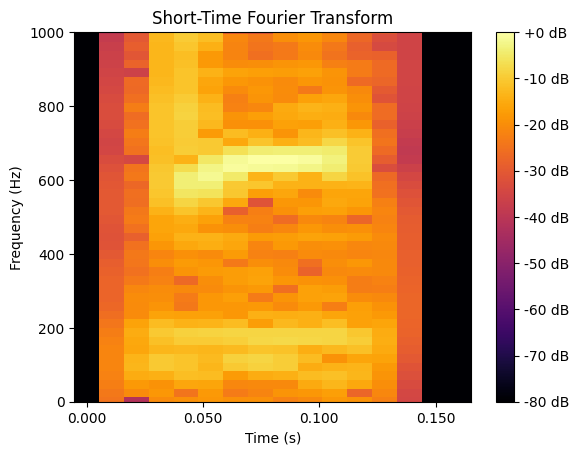 Short-Time Fourier Transform
1000
800
600
400
200
0
Frequency (Hz)
0.000
0.050
0.100
0.150
Time (s)
+0 dB
-10 dB
-20 dB
-30 dB
-40 dB
-50 dB
-60 dB
-70 dB
-80 dB